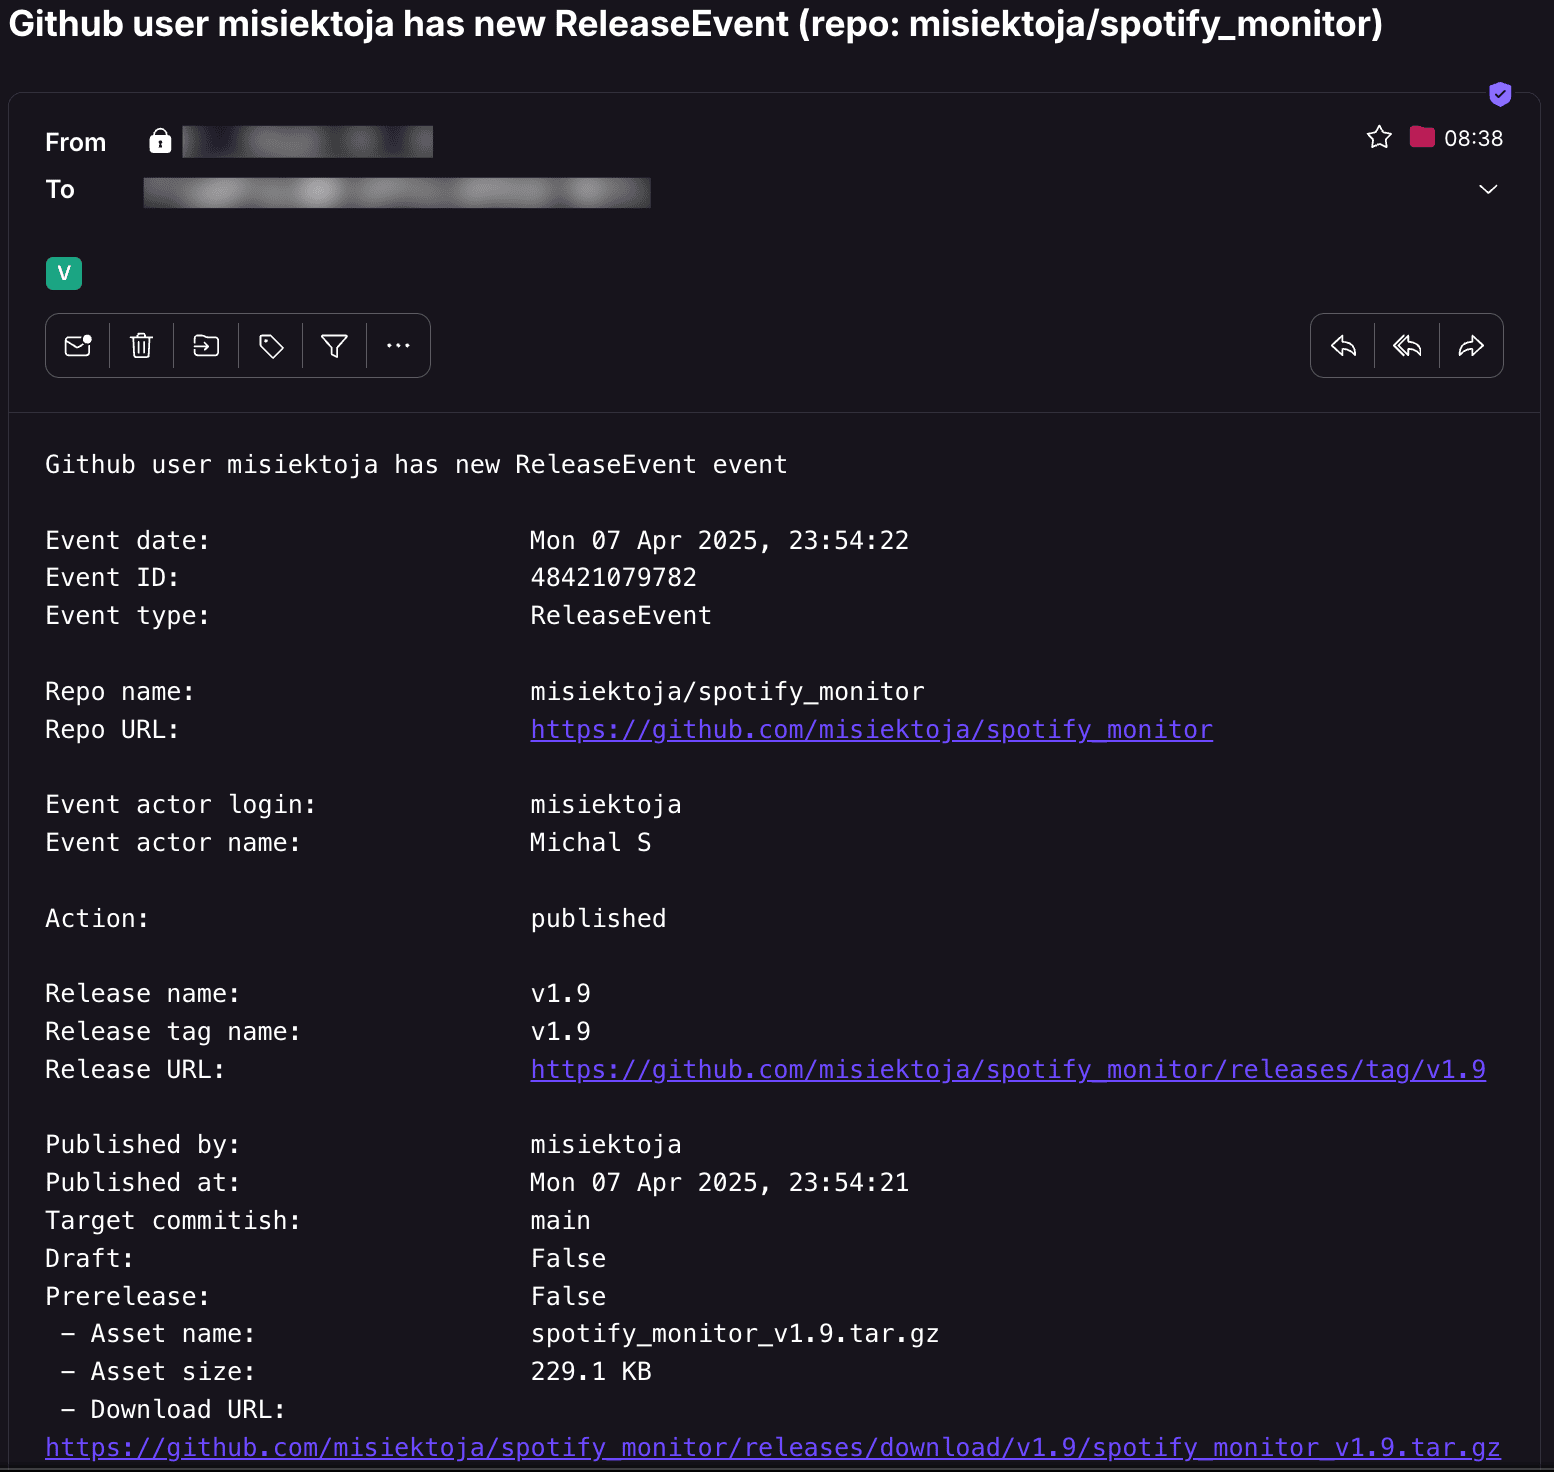 Github user misiektoja has new ReleaseEvent (repo: misiektoja/spotify_monitor)
From
08:38
To
V
Github user misiektoja has new ReleaseEvent event
Event date: Mon 07 Apr 2025, 23:54:22
Event ID: 48421079782
Event type: ReleaseEvent
Repo name: misiektoja/spotify_monitor
Repo URL: https://github.com/misiektoja/spotify_monitor
Event actor login: misiektoja
Event actor name: Michal S
Action: published
Release name: v1.9
Release tag name: v1.9
Release URL: https://github.com/misiektoja/spotify_monitor/releases/tag/v1.9
Published by: misiektoja
Published at: Mon 07 Apr 2025, 23:54:21
Target commitish: main
Draft: False
Prerelease: False
– Asset name: spotify_monitor_v1.9.tar.gz
– Asset size: 229.1 KB
– Download URL:
https://github.com/misiektoja/spotify_monitor/releases/download/v1.9/spotify_monitor_v1.9.tar.gz